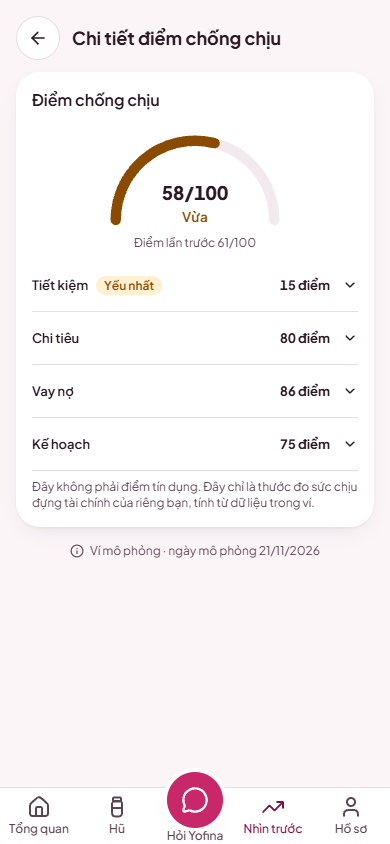 Chi tiết điểm chống chịu
Điểm chống chịu
58/100
Vừa
Điểm lần trước 61/100
Tiết kiệm Yếu nhất 15 điểm
Chi tiêu 80 điểm
Vay nợ 86 điểm
Kế hoạch 75 điểm
Đây không phải điểm tín dụng. Đây chỉ là thước đo sức chịu
đựng tài chính của riêng bạn, tính từ dữ liệu trong ví.
Ví mô phỏng · ngày mô phỏng 21/11/2026
Tổng quan Hũ Hỏi Yofina Nhìn trước Hồ sơ